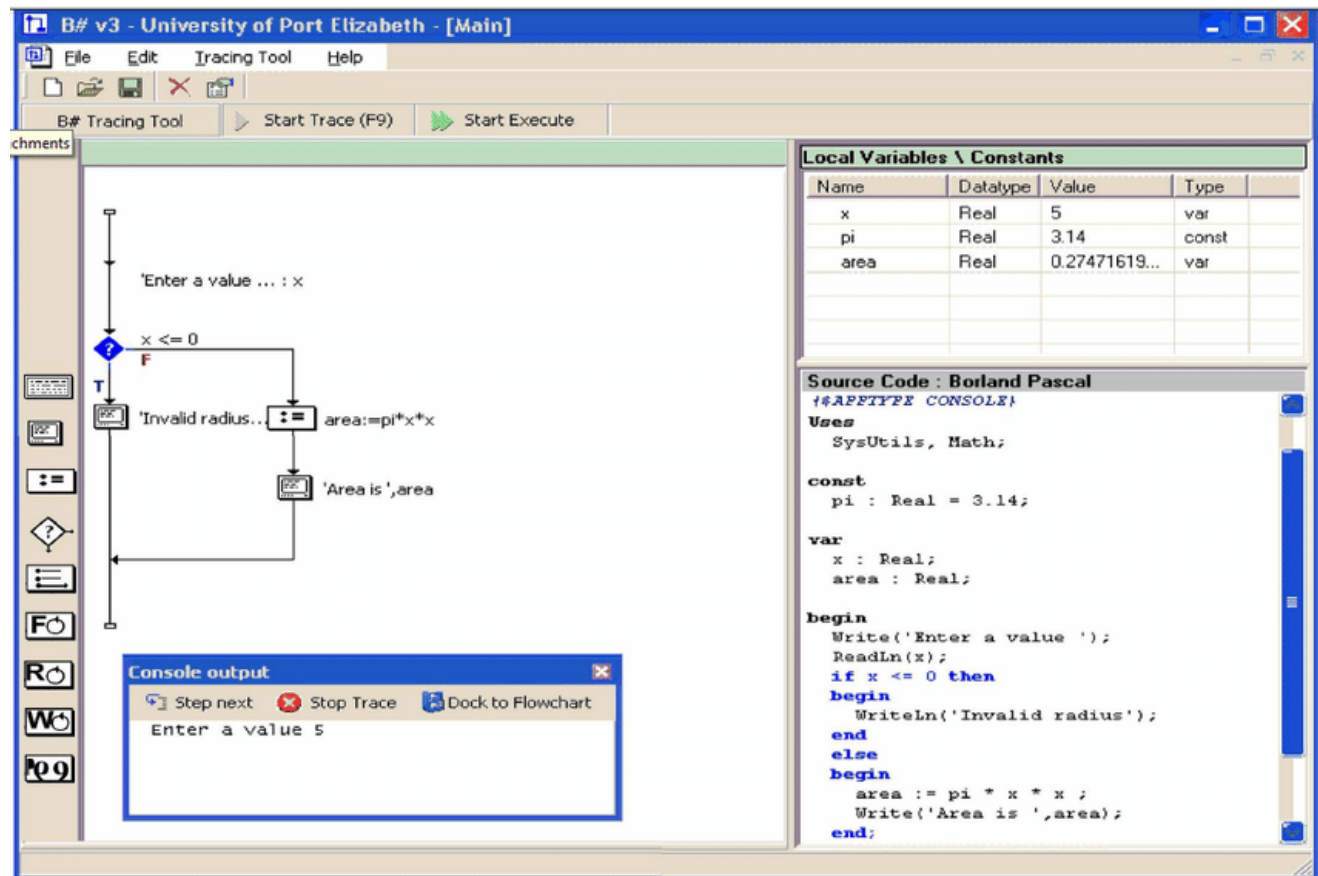 B# v3 - University of Port Elizabeth - [Main]
File Edit Tracing Tool Help
B# Tracing Tool Start Trace (F9) Start Execute
chments
'Enter a value ... : x
x <= 0
F
T
'Invalid radius... := area:=pi*x*x
'Area is ',area
:=
F
R
W
Console output
Step next Stop Trace Dock to Flowchart
Enter a value 5
Local Variables \ Constants
Name Datatype Value Type
x Real 5 var
pi Real 3.14 const
area Real 0.27471619... var
Source Code : Borland Pascal
{$APPTYPE CONSOLE}
Uses
SysUtils, Math;
const
pi : Real = 3.14;
var
x : Real;
area : Real;
begin
Write('Enter a value ');
ReadLn(x);
if x <= 0 then
begin
WriteLn('Invalid radius');
end
else
begin
area := pi * x * x ;
Write('Area is ',area);
end;